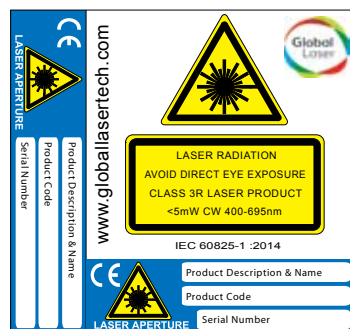 CE
LASER APERTURE
Product Description & Name
Product Code
Serial Number
www.globallasertech.com
Global
Laser
LASER RADIATION
AVOID DIRECT EYE EXPOSURE
CLASS 3R LASER PRODUCT
<5mW CW 400-695nm
IEC 60825-1 :2014
CE
LASER APERTURE
Product Description & Name
Product Code
Serial Number